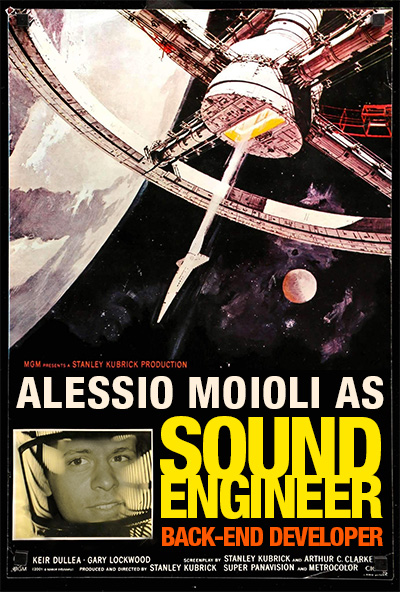 MGM PRESENTS A STANLEY KUBRICK PRODUCTION
ALESSIO MOIOLI AS
SOUND
ENGINEER
BACK-END DEVELOPER
KEIR DULLEA · GARY LOCKWOOD
SCREENPLAY BY STANLEY KUBRICK AND ARTHUR C. CLARKE
MGM
PRODUCED AND DIRECTED BY STANLEY KUBRICK
SUPER PANAVISION AND METROCOLOR